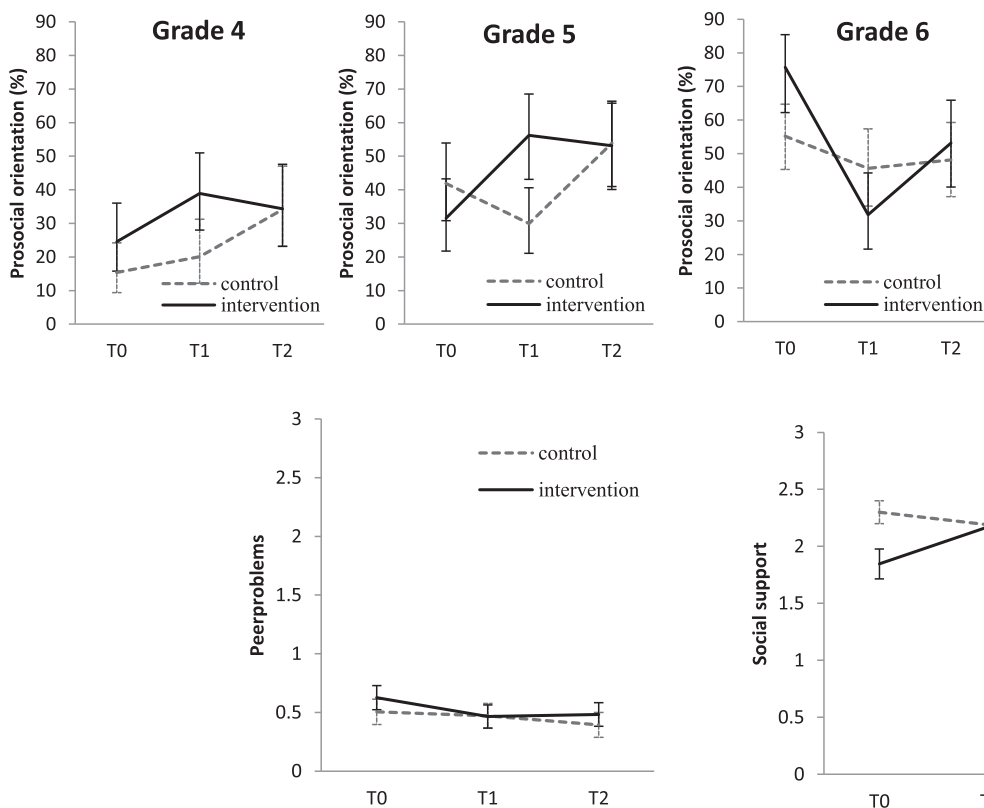 Grade 4
Prosocial orientation (%)
90
80
70
60
50
40
30
20
10
0
control
intervention
T0 T1 T2
Grade 5
Prosocial orientation (%)
90
80
70
60
50
40
30
20
10
0
control
intervention
T0 T1 T2
Grade 6
Prosocial orientation (%)
90
80
70
60
50
40
30
20
10
0
control
intervention
T0 T1 T2
Peerproblems
3
2.5
2
1.5
1
0.5
0
control
intervention
T0 T1 T2
Social support
3
2.5
2
1.5
1
0.5
0
T0